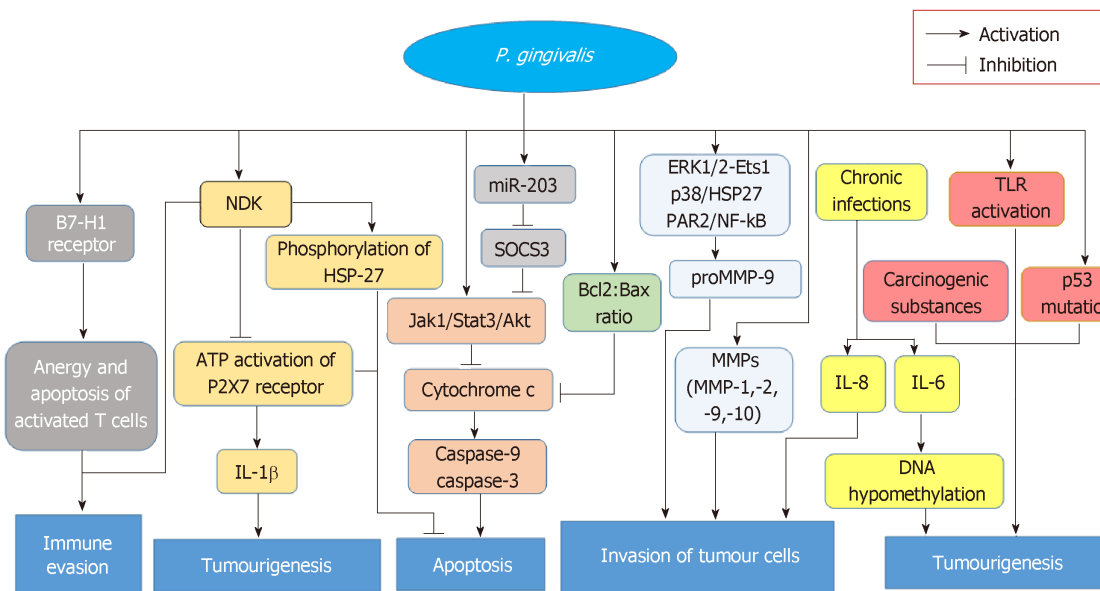 P. gingivalis
Activation
Inhibition
B7-H1
receptor
NDK
Phosphorylation of
HSP-27
miR-203
SOCS3
Jak1/Stat3/Akt
Bcl2:Bax
ratio
ERK1/2-Ets1
p38/HSP27
PAR2/NF-kB
proMMP-9
Chronic
infections
TLR
activation
Carcinogenic
substances
p53
mutatic
Anergy and
apoptosis of
activated T cells
ATP activation of
P2X7 receptor
Cytochrome c
MMPs
(MMP-1,-2,
-9,-10)
IL-8
IL-6
IL-1β
Caspase-9
caspase-3
DNA
hypomethylation
Immune
evasion
Tumourigenesis
Apoptosis
Invasion of tumour cells
Tumourigenesis